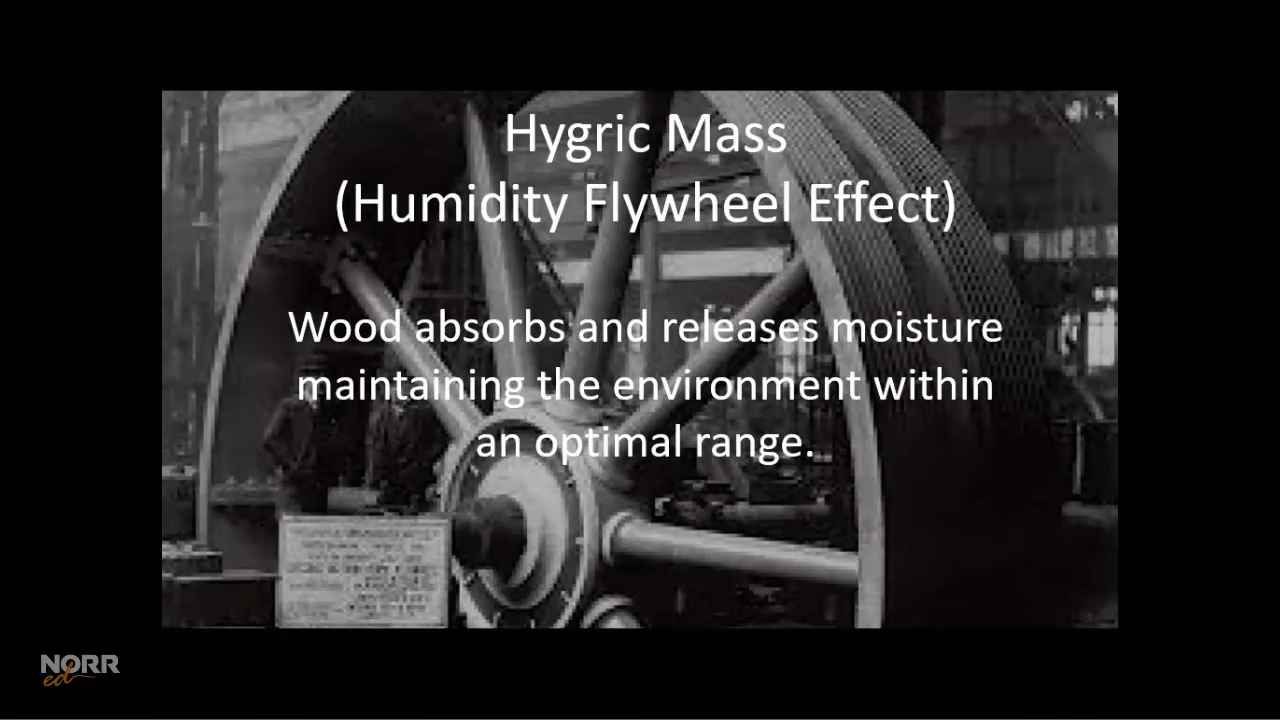 Hygric Mass
(Humidity Flywheel Effect)
Wood absorbs and releases moisture
maintaining the environment within
an optimal range.
NORR
ed